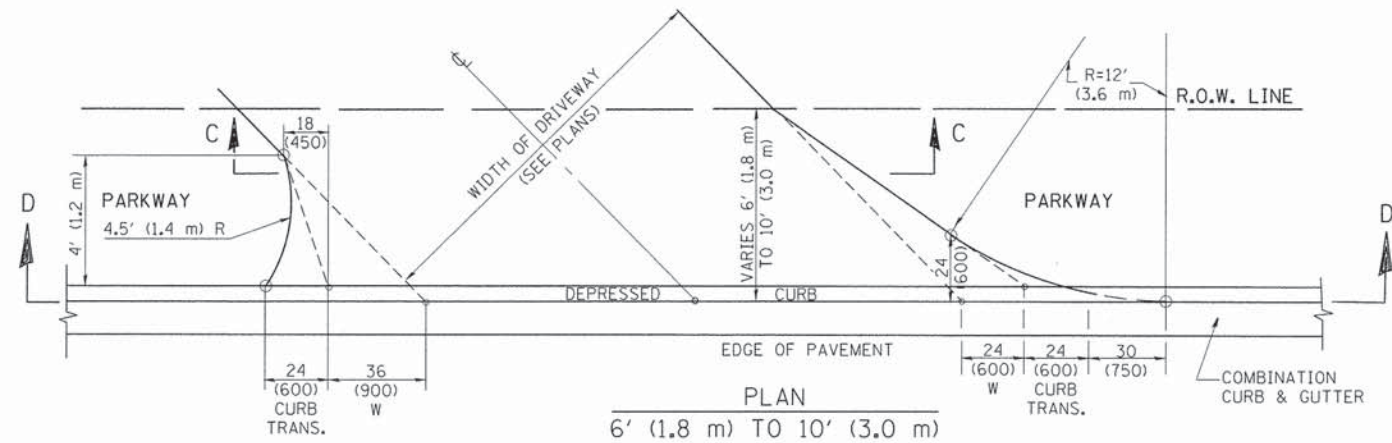 R=12'
(3.6 m)
R.O.W. LINE
C
18
(450)
WIDTH OF DRIVEWAY
(SEE PLANS)
C
4' (1.2 m)
PARKWAY
4.5' (1.4 m) R
VARIES 6' (1.8 m)
TO 10' (3.0 m)
PARKWAY
24
(600)
D
D
DEPRESSED CURB
EDGE OF PAVEMENT
24
(600)
CURB
TRANS.
36
(900)
W
24
(600)
W
24
(600)
CURB
TRANS.
30
(750)
COMBINATION
CURB & GUTTER
PLAN
6' (1.8 m) TO 10' (3.0 m)